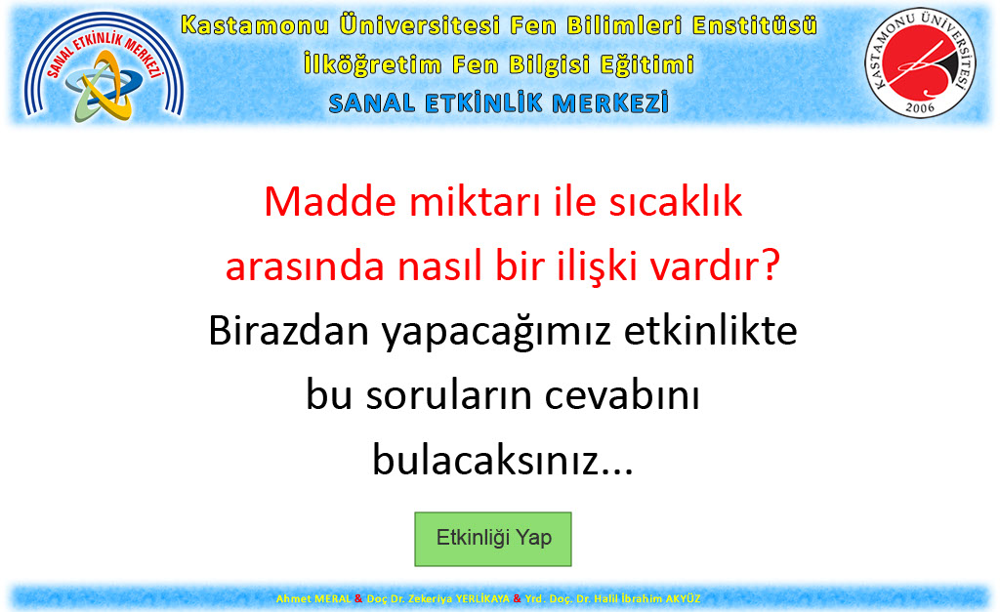 Kastamonu Üniversitesi Fen Bilimleri Enstitüsü
İlköğretim Fen Bilgisi Eğitimi
SANAL ETKİNLİK MERKEZİ
SANAL ETKİNLİK MERKEZİ
KASTAMONU ÜNİVERSİTESİ
2006
Madde miktarı ile sıcaklık
arasında nasıl bir ilişki vardır?
Birazdan yapacağımız etkinlikte
bu soruların cevabını
bulacaksınız...
Etkinliği Yap
Ahmet MERAL & Doç Dr. Zekeriya YERLİKAYA & Yrd. Doç. Dr. Halil İbrahim AKYÜZ